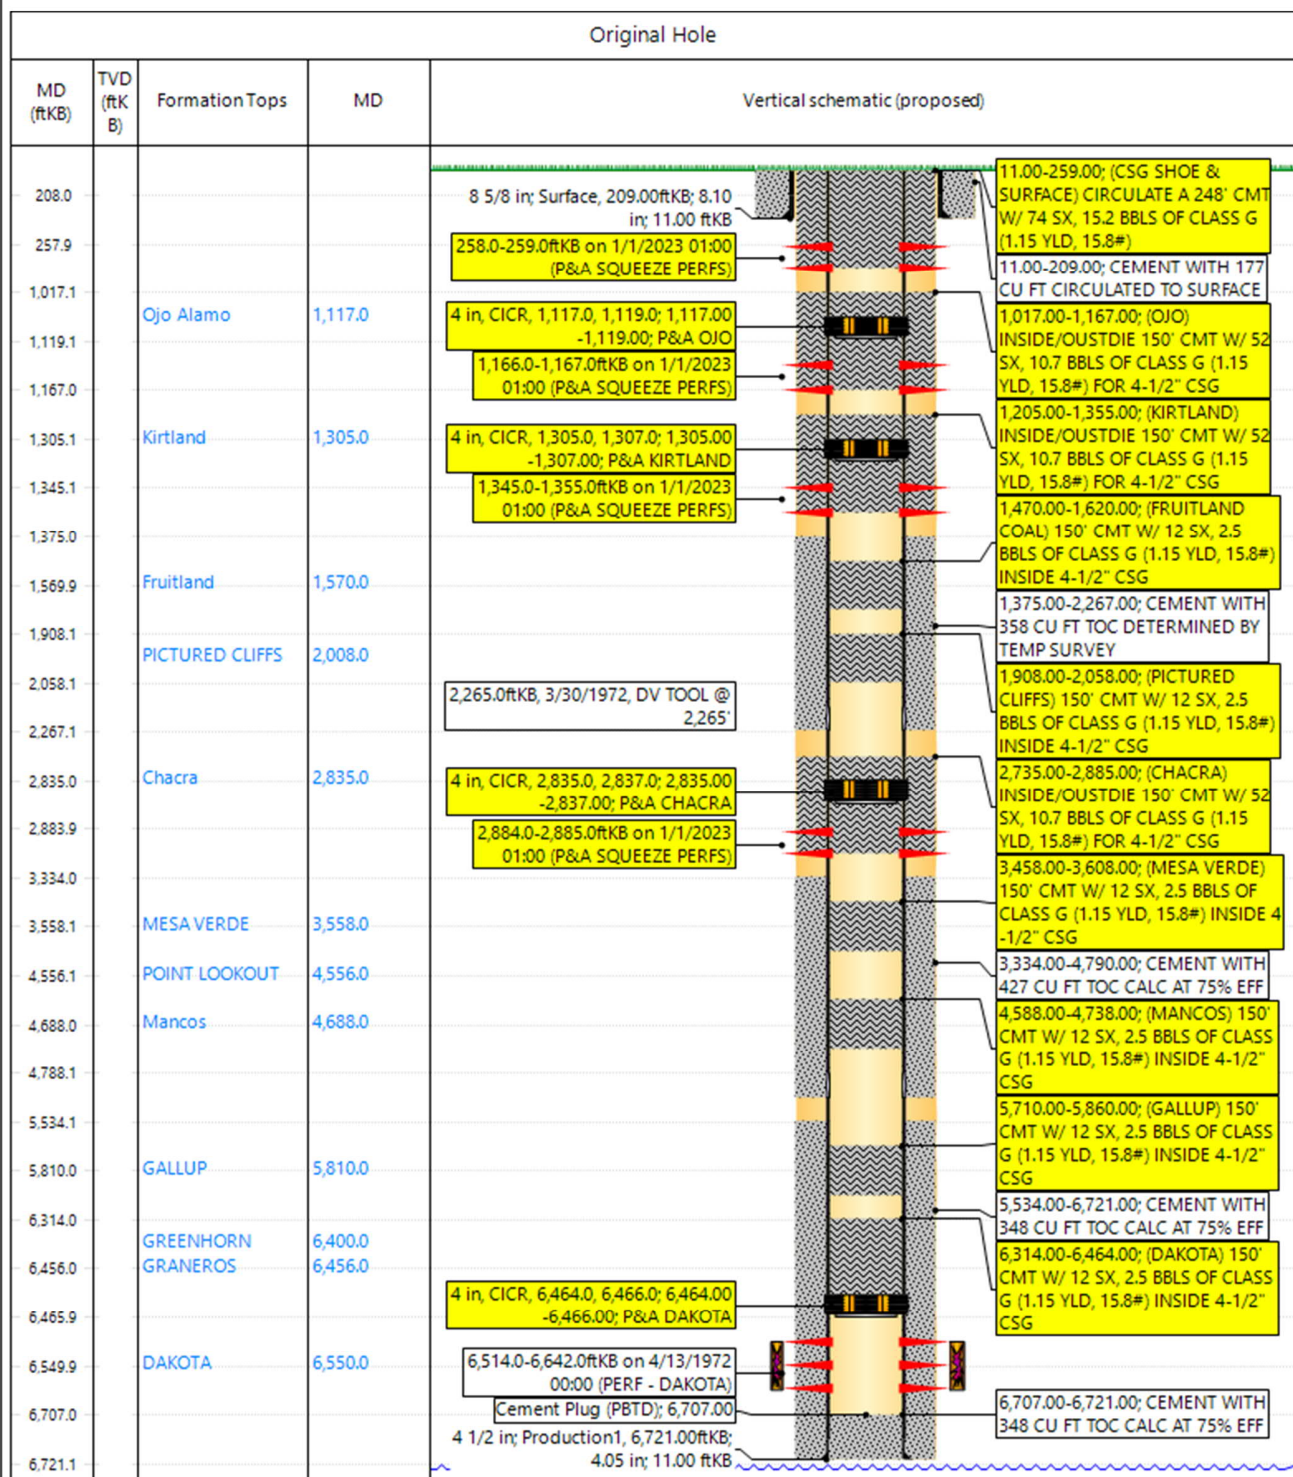 Original Hole
MD
(ftKB)
TVD
(ftK
B)
Formation Tops
MD
Vertical schematic (proposed)
208.0
257.9
1,017.1
1,119.1
1,167.0
1,305.1
1,345.1
1,375.0
1,569.9
1,908.1
2,058.1
2,267.1
2,835.0
2,883.9
3,334.0
3,558.1
4,556.1
4,688.0
4,788.1
5,534.1
5,810.0
6,314.0
6,456.0
6,465.9
6,549.9
6,707.0
6,721.1
Ojo Alamo 1,117.0
Kirtland 1,305.0
Fruitland 1,570.0
PICTURED CLIFFS 2,008.0
Chacra 2,835.0
MESA VERDE 3,558.0
POINT LOOKOUT 4,556.0
Mancos 4,688.0
GALLUP 5,810.0
GREENHORN 6,400.0
GRANEROS 6,456.0
DAKOTA 6,550.0
8 5/8 in; Surface, 209.00ftKB; 8.10
in; 11.00 ftKB
258.0-259.0ftKB on 1/1/2023 01:00
(P&A SQUEEZE PERFS)
4 in, CICR, 1,117.0, 1,119.0; 1,117.00
-1,119.00; P&A OJO
1,166.0-1,167.0ftKB on 1/1/2023
01:00 (P&A SQUEEZE PERFS)
4 in, CICR, 1,305.0, 1,307.0; 1,305.00
-1,307.00; P&A KIRTLAND
1,345.0-1,355.0ftKB on 1/1/2023
01:00 (P&A SQUEEZE PERFS)
2,265.0ftKB, 3/30/1972, DV TOOL @
2,265'
4 in, CICR, 2,835.0, 2,837.0; 2,835.00
-2,837.00; P&A CHACRA
2,884.0-2,885.0ftKB on 1/1/2023
01:00 (P&A SQUEEZE PERFS)
4 in, CICR, 6,464.0, 6,466.0; 6,464.00
-6,466.00; P&A DAKOTA
6,514.0-6,642.0ftKB on 4/13/1972
00:00 (PERF - DAKOTA)
Cement Plug (PBTD); 6,707.00
4 1/2 in; Production1, 6,721.00ftKB;
4.05 in; 11.00 ftKB
11.00-259.00; (CSG SHOE &
SURFACE) CIRCULATE A 248' CMT
W/ 74 SX, 15.2 BBLS OF CLASS G
(1.15 YLD, 15.8#)
11.00-209.00; CEMENT WITH 177
CU FT CIRCULATED TO SURFACE
1,017.00-1,167.00; (OJO)
INSIDE/OUSTDIE 150' CMT W/ 52
SX, 10.7 BBLS OF CLASS G (1.15
YLD, 15.8#) FOR 4-1/2" CSG
1,205.00-1,355.00; (KIRTLAND)
INSIDE/OUSTDIE 150' CMT W/ 52
SX, 10.7 BBLS OF CLASS G (1.15
YLD, 15.8#) FOR 4-1/2" CSG
1,470.00-1,620.00; (FRUITLAND
COAL) 150' CMT W/ 12 SX, 2.5
BBLS OF CLASS G (1.15 YLD, 15.8#)
INSIDE 4-1/2" CSG
1,375.00-2,267.00; CEMENT WITH
358 CU FT TOC DETERMINED BY
TEMP SURVEY
1,908.00-2,058.00; (PICTURED
CLIFFS) 150' CMT W/ 12 SX, 2.5
BBLS OF CLASS G (1.15 YLD, 15.8#)
INSIDE 4-1/2" CSG
2,735.00-2,885.00; (CHACRA)
INSIDE/OUSTDIE 150' CMT W/ 52
SX, 10.7 BBLS OF CLASS G (1.15
YLD, 15.8#) FOR 4-1/2" CSG
3,458.00-3,608.00; (MESA VERDE)
150' CMT W/ 12 SX, 2.5 BBLS OF
CLASS G (1.15 YLD, 15.8#) INSIDE 4
-1/2" CSG
3,334.00-4,790.00; CEMENT WITH
427 CU FT TOC CALC AT 75% EFF
4,588.00-4,738.00; (MANCOS) 150'
CMT W/ 12 SX, 2.5 BBLS OF CLASS
G (1.15 YLD, 15.8#) INSIDE 4-1/2"
CSG
5,710.00-5,860.00; (GALLUP) 150'
CMT W/ 12 SX, 2.5 BBLS OF CLASS
G (1.15 YLD, 15.8#) INSIDE 4-1/2"
CSG
5,534.00-6,721.00; CEMENT WITH
348 CU FT TOC CALC AT 75% EFF
6,314.00-6,464.00; (DAKOTA) 150'
CMT W/ 12 SX, 2.5 BBLS OF CLASS
G (1.15 YLD, 15.8#) INSIDE 4-1/2"
CSG
6,707.00-6,721.00; CEMENT WITH
348 CU FT TOC CALC AT 75% EFF